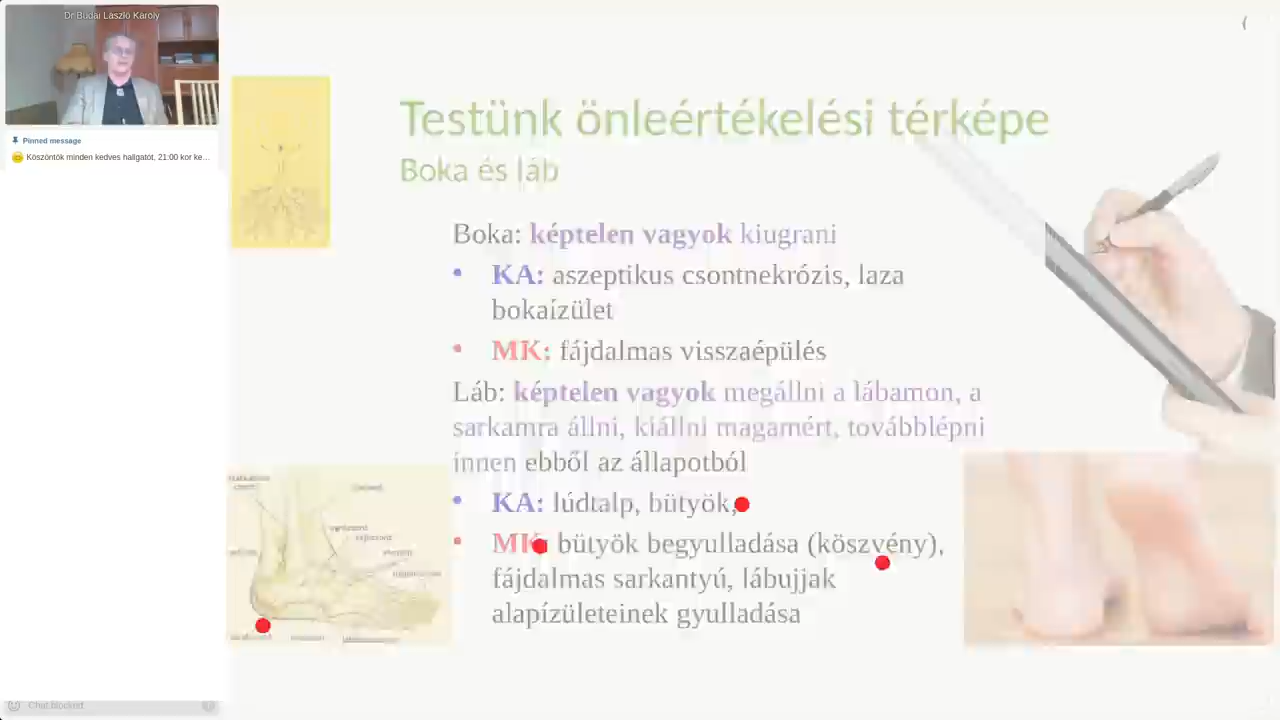 Dr Budai László Károly
Pinned message
Köszöntök minden kedves hallgatót, 21:00 kor ke...
Testünk önleértékelési térképe
Boka és láb
Boka: képtelen vagyok kiugrani
• KA: aszeptikus csontnekrózis, laza
bokaízület
• MK: fájdalmas visszaépülés
Láb: képtelen vagyok megállni a lábamon, a
sarkamra állni, kiállni magamért, továbblépni
innen ebből az állapotból
• KA: lúdtalp, bütyök,
• MK: bütyök begyulladása (köszvény),
fájdalmas sarkantyú, lábujjak
alapízületeinek gyulladása
Chat blocked